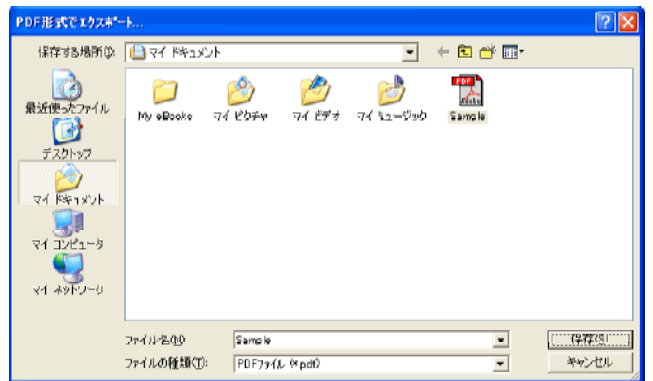 PDF形式でエクスポート...
保存する場所(I):
マイ ドキュメント
最近使ったファイル
デスクトップ
マイ ドキュメント
マイ コンピュータ
マイ ネットワーク
My eBooks
マイ ピクチャ
マイ ビデオ
マイ ミュージック
PDF
Adobe
Sample
ファイル名(N)
Sample
保存(S)
ファイルの種類(T):
PDFファイル (*.pdf)
キャンセル